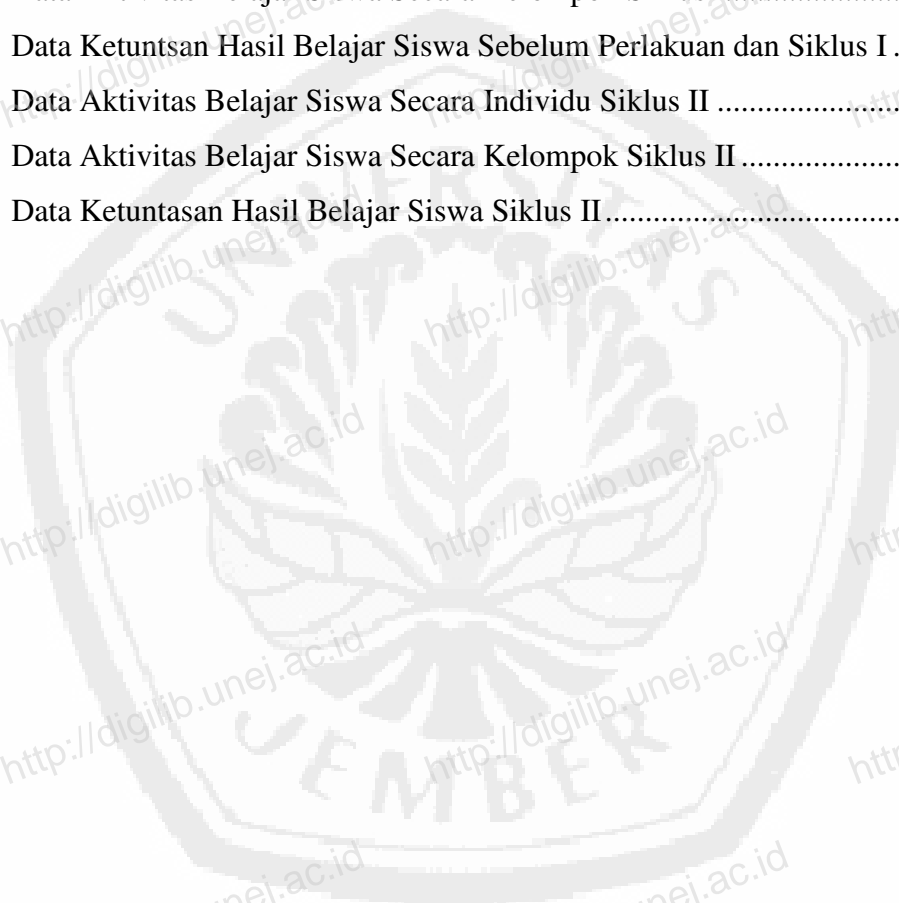 Data Ketuntsan Hasil Belajar Siswa Sebelum Perlakuan dan Siklus I .
Data Aktivitas Belajar Siswa Secara Individu Siklus II .......................
Data Aktivitas Belajar Siswa Secara Kelompok Siklus II ....................
Data Ketuntasan Hasil Belajar Siswa Siklus II.....................................
UNIVERSITAS
http://digilib.unej.ac.id
http://digilib.unej.ac.id
http://digilib.unej.ac.id
http://digilib.unej.ac.id
http://digilib.unej.ac.id
http://digilib.unej.ac.id
JEMBER